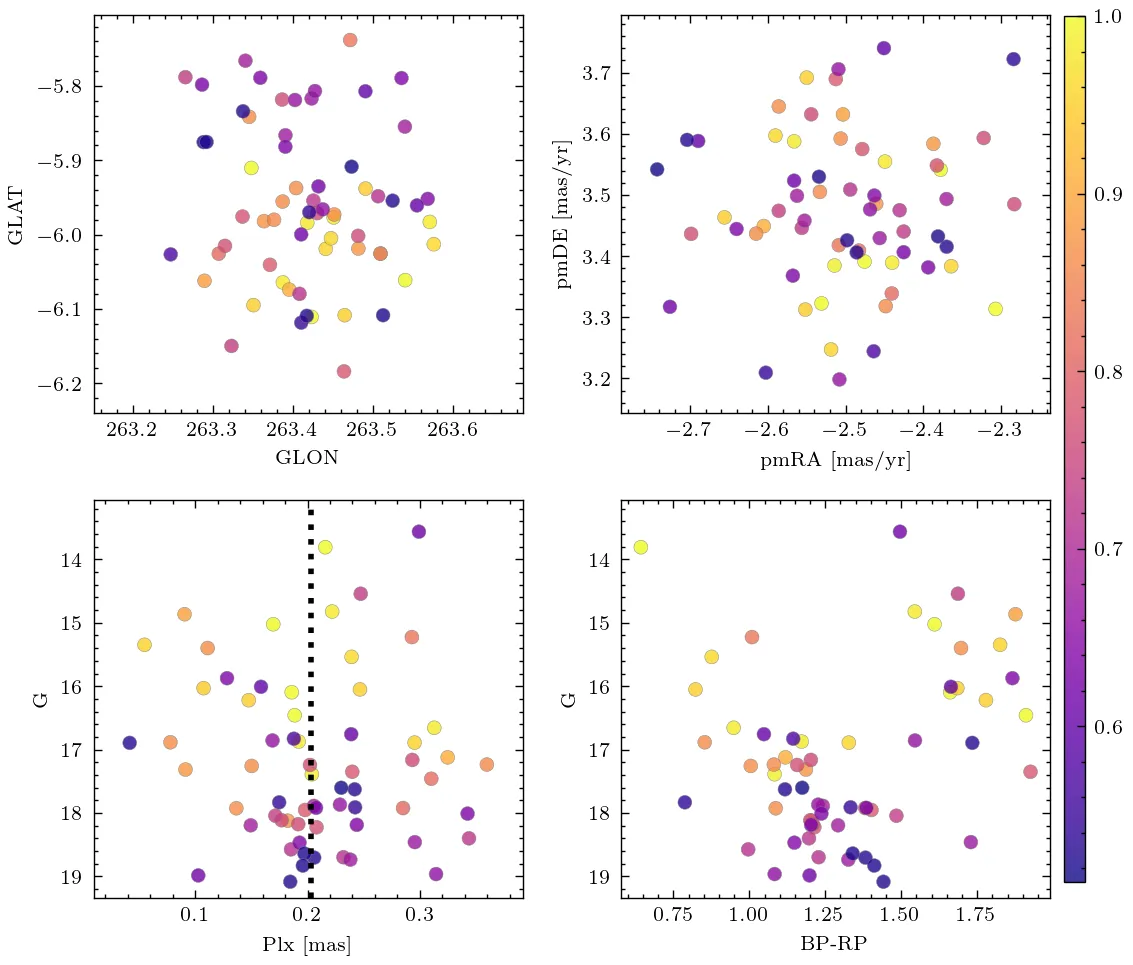 −5.8
−5.9
−6.0
−6.1
−6.2
GLAT
263.2 263.3 263.4 263.5 263.6
GLON
3.7
3.6
3.5
3.4
3.3
3.2
pmDE [mas/yr]
−2.7 −2.6 −2.5 −2.4 −2.3
pmRA [mas/yr]
1.0
0.9
0.8
0.7
0.6
14
15
16
17
18
19
G
0.1 0.2 0.3
Plx [mas]
14
15
16
17
18
19
G
0.75 1.00 1.25 1.50 1.75
BP-RP